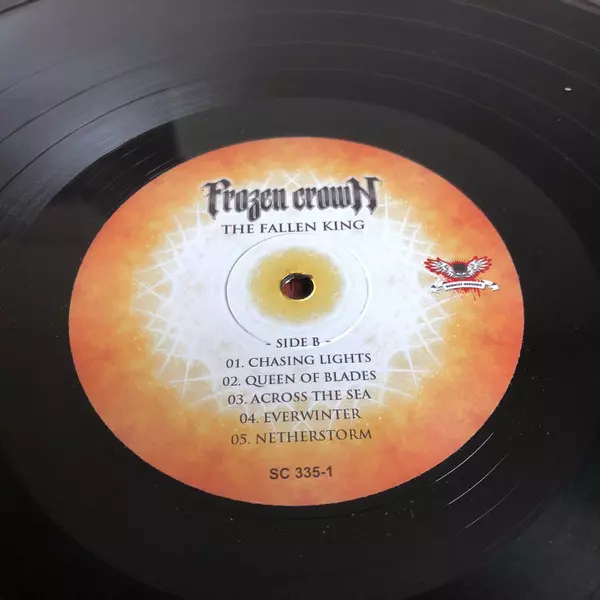 Frozen Crown
THE FALLEN KING
- SIDE B -
01. CHASING LIGHTS
02. QUEEN OF BLADES
03. ACROSS THE SEA
04. EVERWINTER
05. NETHERSTORM
SC 335-1